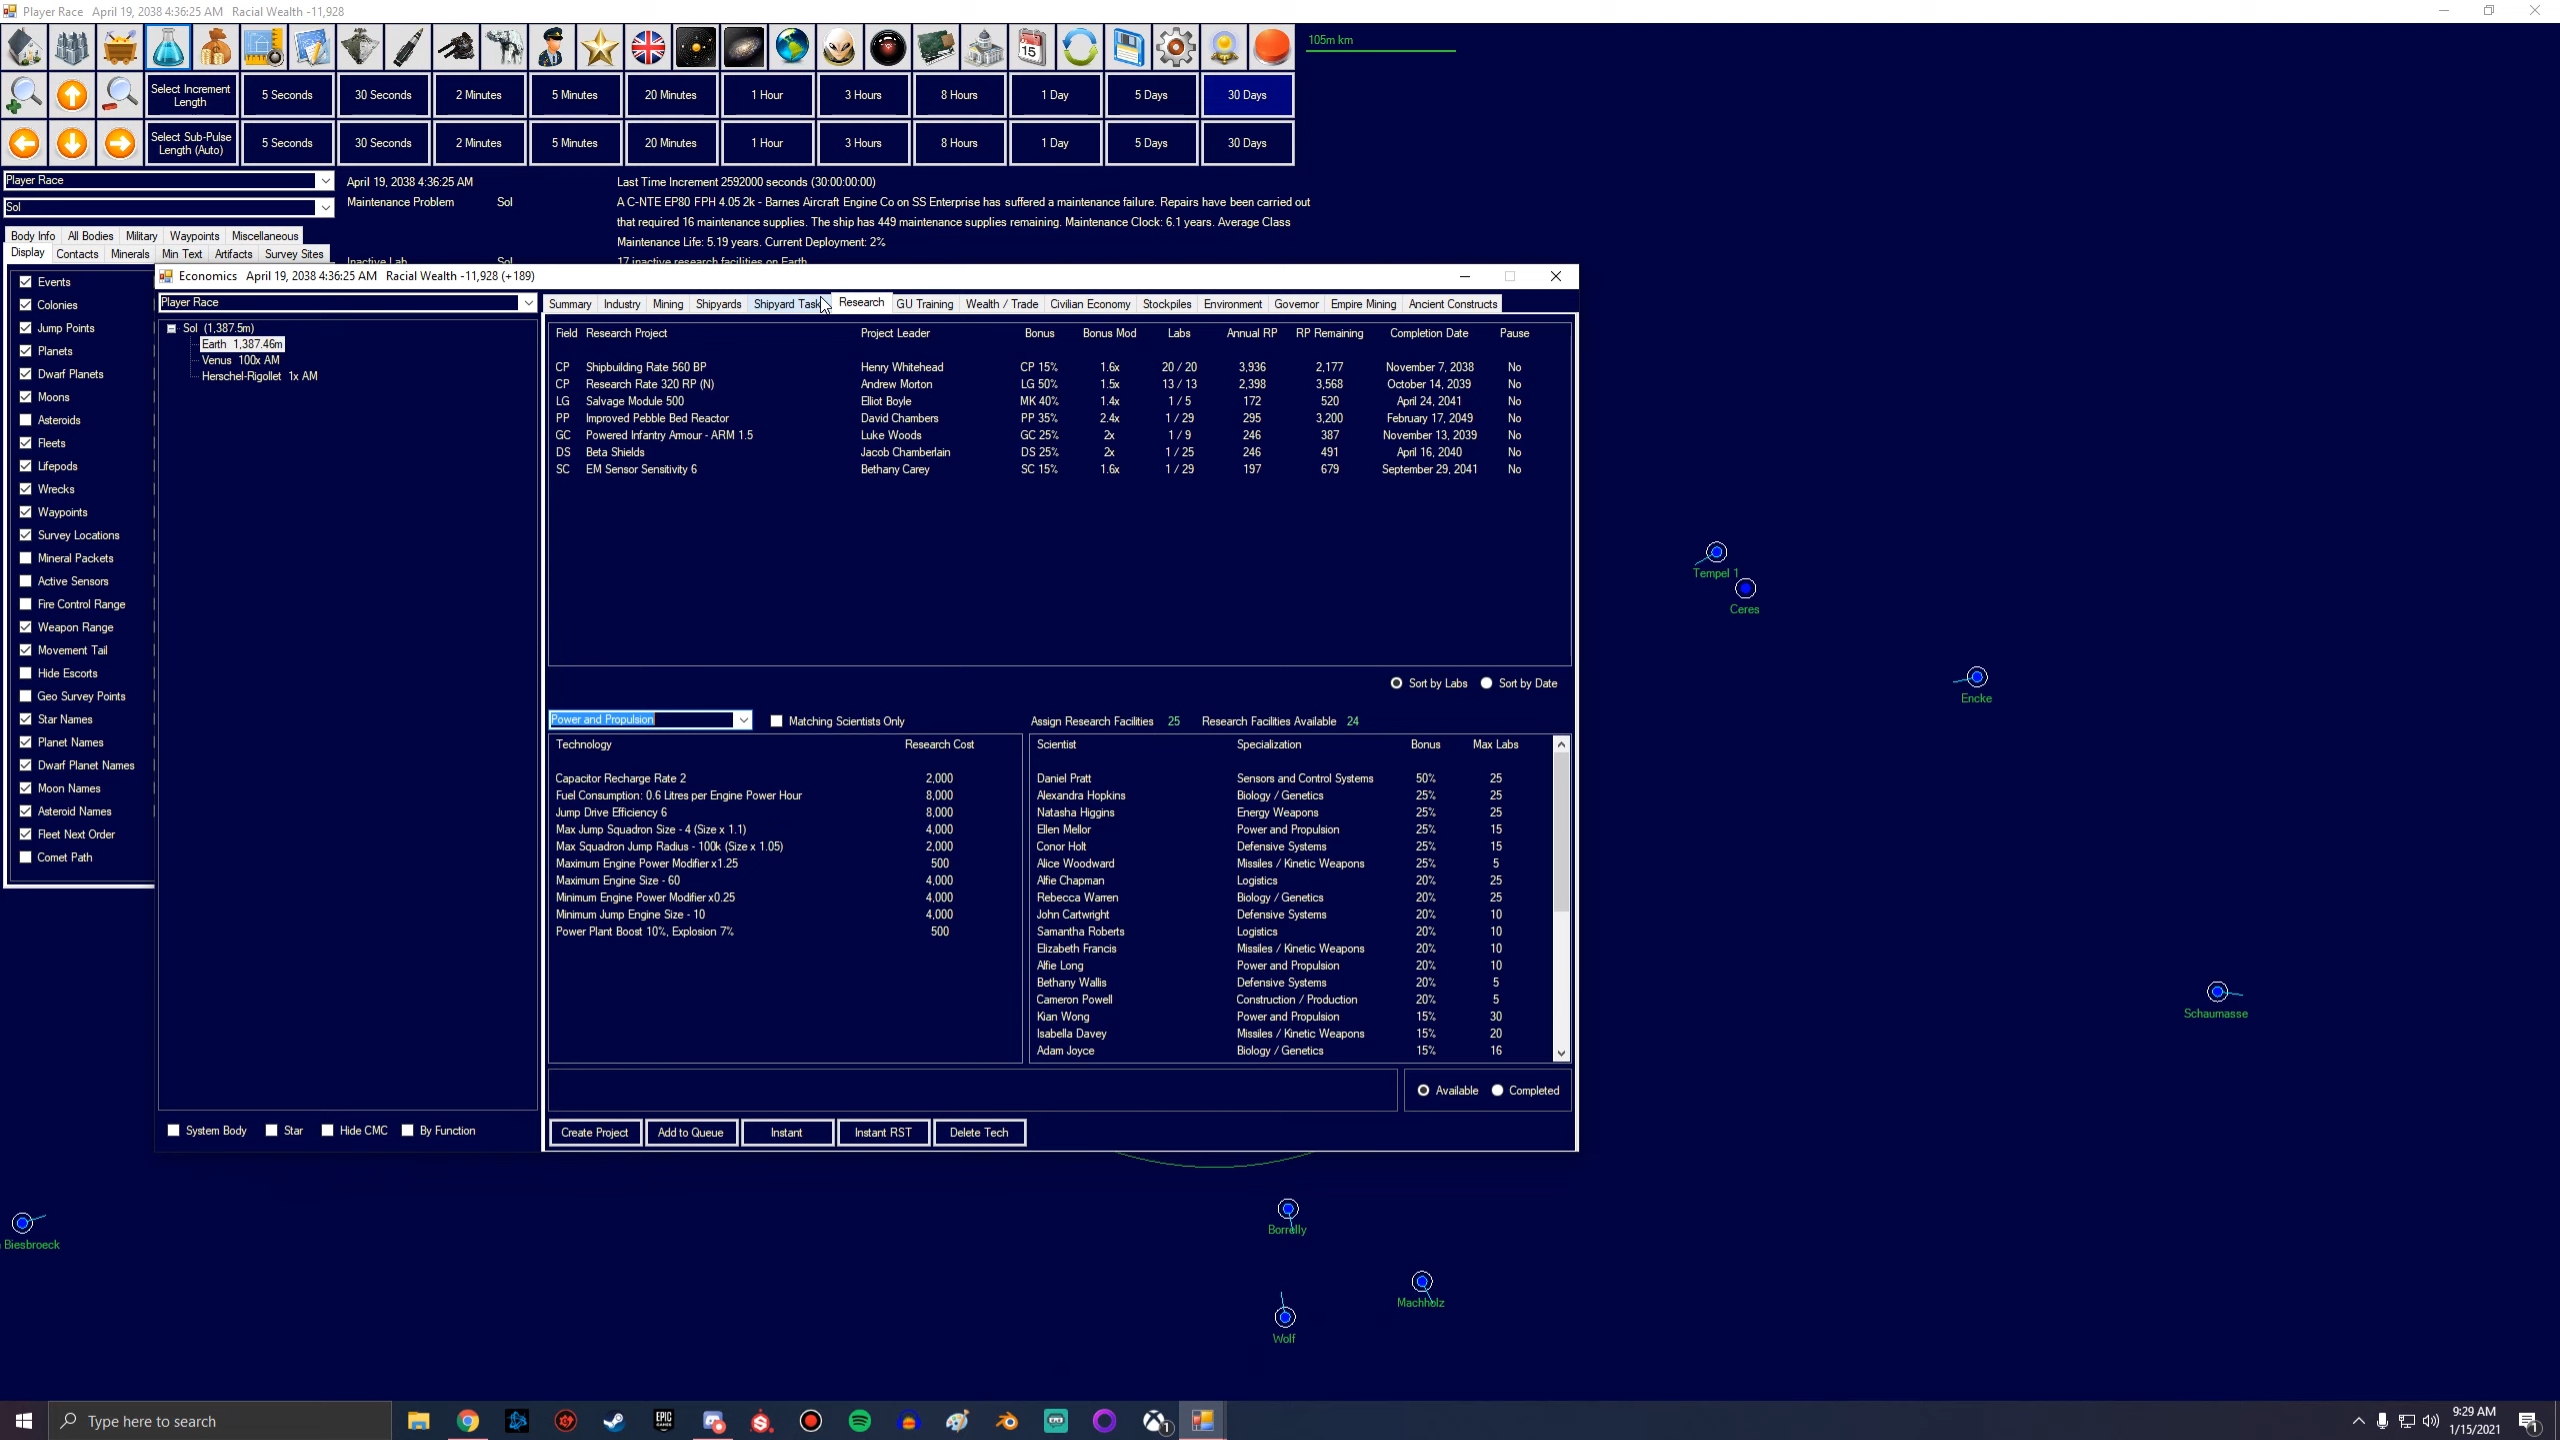 Player Race   April 19, 2038 4:36:25 AM   Racial Wealth -11,928
105m km
Select Increment Length
5 Seconds
30 Seconds
2 Minutes
5 Minutes
20 Minutes
1 Hour
3 Hours
8 Hours
1 Day
5 Days
30 Days
Select Sub-Pulse Length (Auto)
5 Seconds
30 Seconds
2 Minutes
5 Minutes
20 Minutes
1 Hour
3 Hours
8 Hours
1 Day
5 Days
30 Days
Player Race
Sol
April 19, 2038 4:36:25 AM   Last Time Increment 2592000 seconds (30:00:00:00)
Maintenance Problem   Sol   A C-NTE EP80 FPH 4.05 2k - Barnes Aircraft Engine Co on SS Enterprise has suffered a maintenance failure. Repairs have been carried out
that required 16 maintenance supplies. The ship has 449 maintenance supplies remaining. Maintenance Clock: 6.1 years. Average Class
Maintenance Life: 5.19 years. Current Deployment: 2%
Inactive Lab   Sol   17 inactive research facilities on Earth
Body Info   All Bodies   Military   Waypoints   Miscellaneous
Display   Contacts   Minerals   Min Text   Artifacts   Survey Sites
Events
Colonies
Jump Points
Planets
Dwarf Planets
Moons
Asteroids
Fleets
Lifepods
Wrecks
Waypoints
Survey Locations
Mineral Packets
Active Sensors
Fire Control Range
Weapon Range
Movement Tail
Hide Escorts
Geo Survey Points
Star Names
Planet Names
Dwarf Planet Names
Moon Names
Asteroid Names
Fleet Next Order
Comet Path
Economics   April 19, 2038 4:36:25 AM   Racial Wealth -11,928 (+189)
Player Race
Sol (1,387.5m)
Earth 1,387.46m
Venus 100x AM
Herschel-Rigollet 1x AM
System Body   Star   Hide CMC   By Function
Summary   Industry   Mining   Shipyards   Shipyard Task   Research   GU Training   Wealth / Trade   Civilian Economy   Stockpiles   Environment   Governor   Empire Mining   Ancient Constructs
Field   Research Project   Project Leader   Bonus   Bonus Mod   Labs   Annual RP   RP Remaining   Completion Date   Pause
CP   Shipbuilding Rate 560 BP   Henry Whitehead   CP 15%   1.6x   20 / 20   3,936   2,177   November 7, 2038   No
CP   Research Rate 320 RP (N)   Andrew Morton   LG 50%   1.5x   13 / 13   2,398   3,568   October 14, 2039   No
LG   Salvage Module 500   Elliot Boyle   MK 40%   1.4x   1 / 5   172   520   April 24, 2041   No
PP   Improved Pebble Bed Reactor   David Chambers   PP 35%   2.4x   1 / 29   295   3,200   February 17, 2049   No
GC   Powered Infantry Armour - ARM 1.5   Luke Woods   GC 25%   2x   1 / 9   246   387   November 13, 2039   No
DS   Beta Shields   Jacob Chamberlain   DS 25%   2x   1 / 25   246   491   April 16, 2040   No
SC   EM Sensor Sensitivity 6   Bethany Carey   SC 15%   1.6x   1 / 29   197   679   September 29, 2041   No
Sort by Labs   Sort by Date
Power and Propulsion   Matching Scientists Only   Assign Research Facilities   25   Research Facilities Available   24
Technology   Research Cost
Capacitor Recharge Rate 2   2,000
Fuel Consumption: 0.6 Litres per Engine Power Hour   8,000
Jump Drive Efficiency 6   8,000
Max Jump Squadron Size - 4 (Size x 1.1)   4,000
Max Squadron Jump Radius - 100k (Size x 1.05)   2,000
Maximum Engine Power Modifier x1.25   500
Maximum Engine Size - 60   4,000
Minimum Engine Power Modifier x0.25   4,000
Minimum Jump Engine Size - 10   4,000
Power Plant Boost 10%, Explosion 7%   500
Scientist   Specialization   Bonus   Max Labs
Daniel Pratt   Sensors and Control Systems   50%   25
Alexandra Hopkins   Biology / Genetics   25%   25
Natasha Higgins   Energy Weapons   25%   25
Ellen Mellor   Power and Propulsion   25%   15
Conor Holt   Defensive Systems   25%   15
Alice Woodward   Missiles / Kinetic Weapons   25%   5
Alfie Chapman   Logistics   20%   25
Rebecca Warren   Biology / Genetics   20%   25
John Cartwright   Defensive Systems   20%   10
Samantha Roberts   Logistics   20%   10
Elizabeth Francis   Missiles / Kinetic Weapons   20%   10
Alfie Long   Power and Propulsion   20%   10
Bethany Wallis   Defensive Systems   20%   5
Cameron Powell   Construction / Production   20%   5
Kian Wong   Power and Propulsion   15%   30
Isabella Davey   Missiles / Kinetic Weapons   15%   20
Adam Joyce   Biology / Genetics   15%   16
Available   Completed
Create Project   Add to Queue   Instant   Instant RST   Delete Tech
Tempel 1
Ceres
Encke
Schaumasse
Borrelly
Biesbroeck
Machholz
Wolf
Type here to search
EPIC GAMES
1
9:29 AM
1/15/2021
1